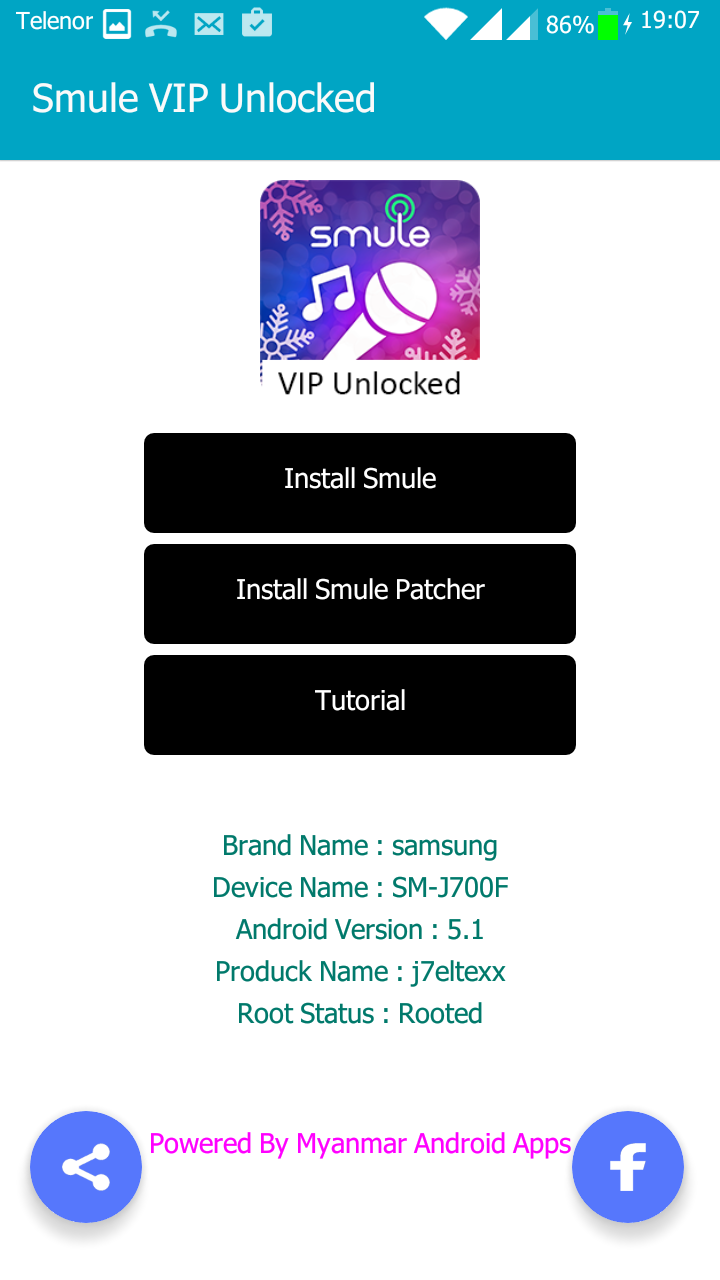 Telenor 86% 19:07
Smule VIP Unlocked
smule
VIP Unlocked
Install Smule
Install Smule Patcher
Tutorial
Brand Name : samsung
Device Name : SM-J700F
Android Version : 5.1
Produck Name : j7eltexx
Root Status : Rooted
Powered By Myanmar Android Apps
f